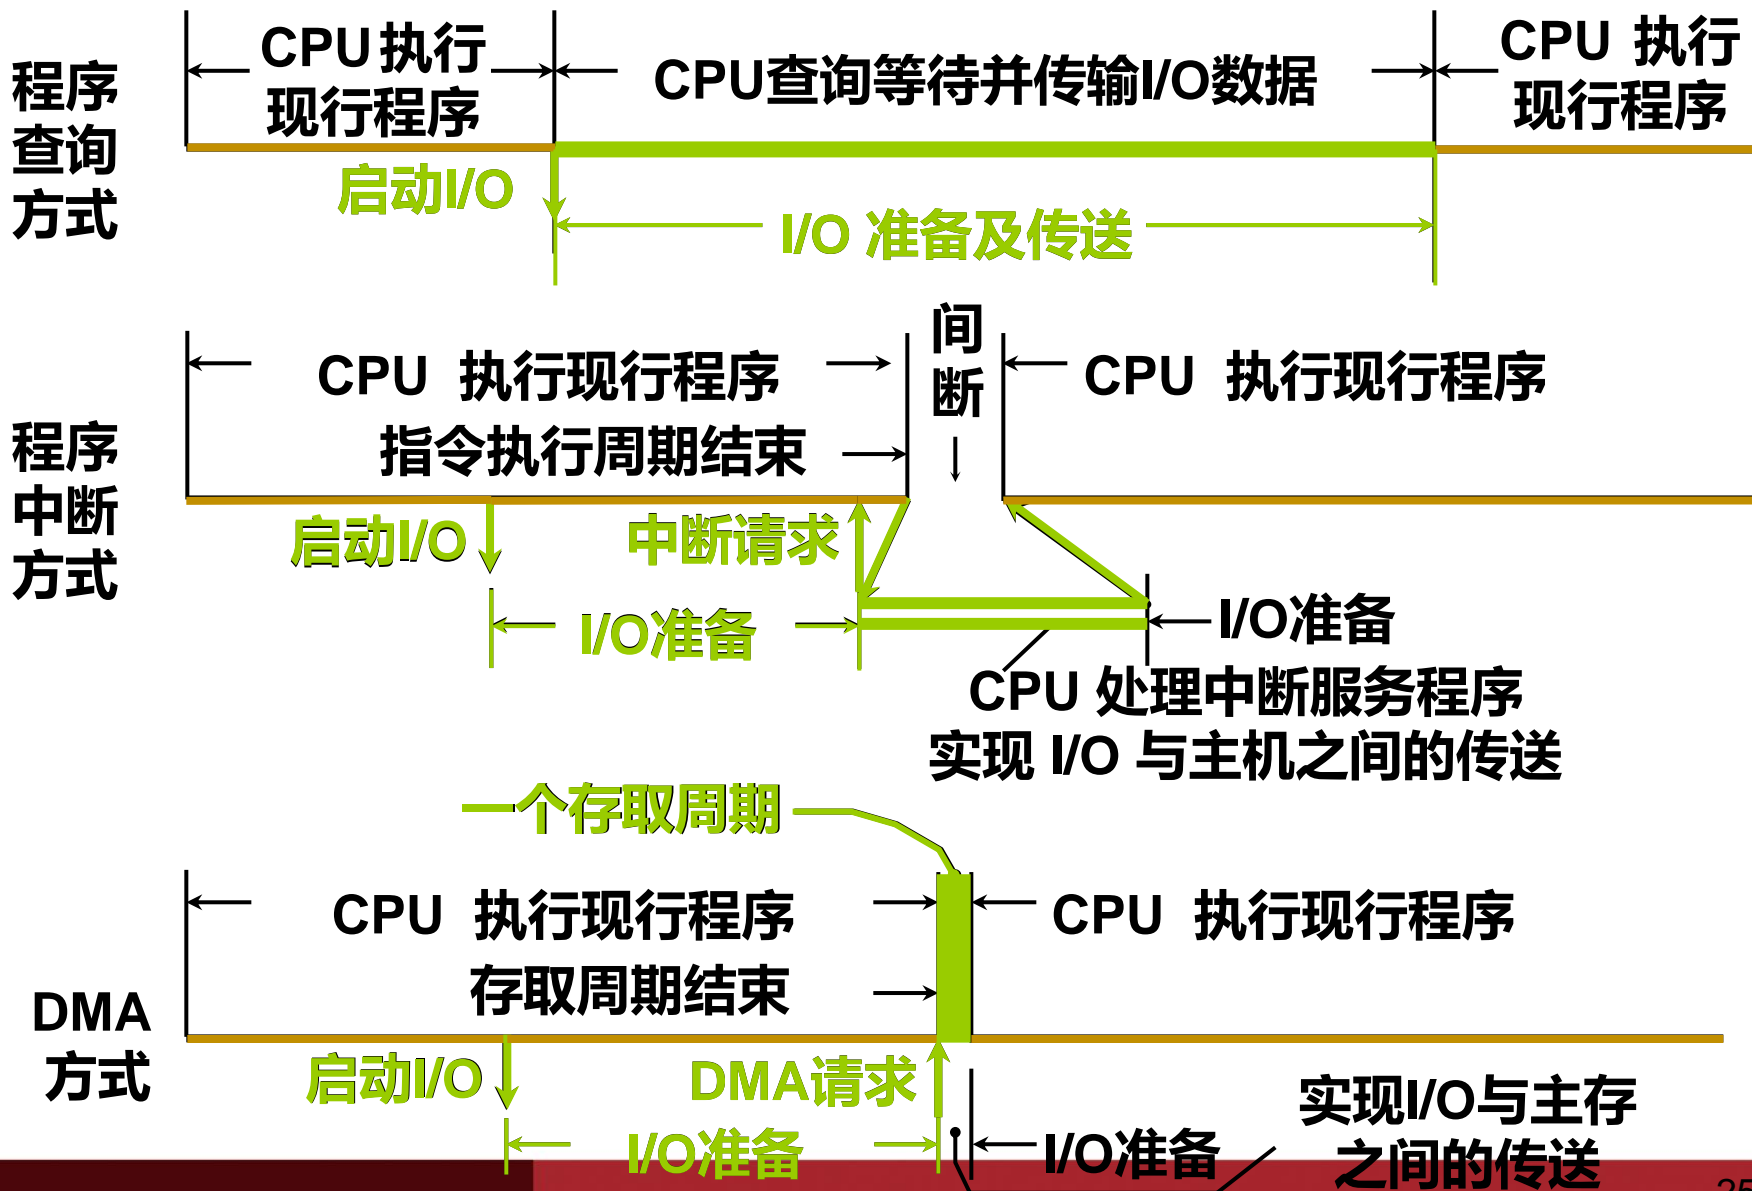 程序
查询
方式
CPU 执行
现行程序
CPU查询等待并传输I/O数据
CPU 执行
现行程序
启动I/O
I/O 准备及传送
程序
中断
方式
CPU 执行现行程序
间
断
CPU 执行现行程序
指令执行周期结束
启动I/O
中断请求
I/O准备
I/O准备
CPU 处理中断服务程序
实现 I/O 与主机之间的传送
一个存取周期
DMA
方式
CPU 执行现行程序
CPU 执行现行程序
存取周期结束
启动I/O
DMA请求
I/O准备
I/O准备
实现I/O与主存
之间的传送